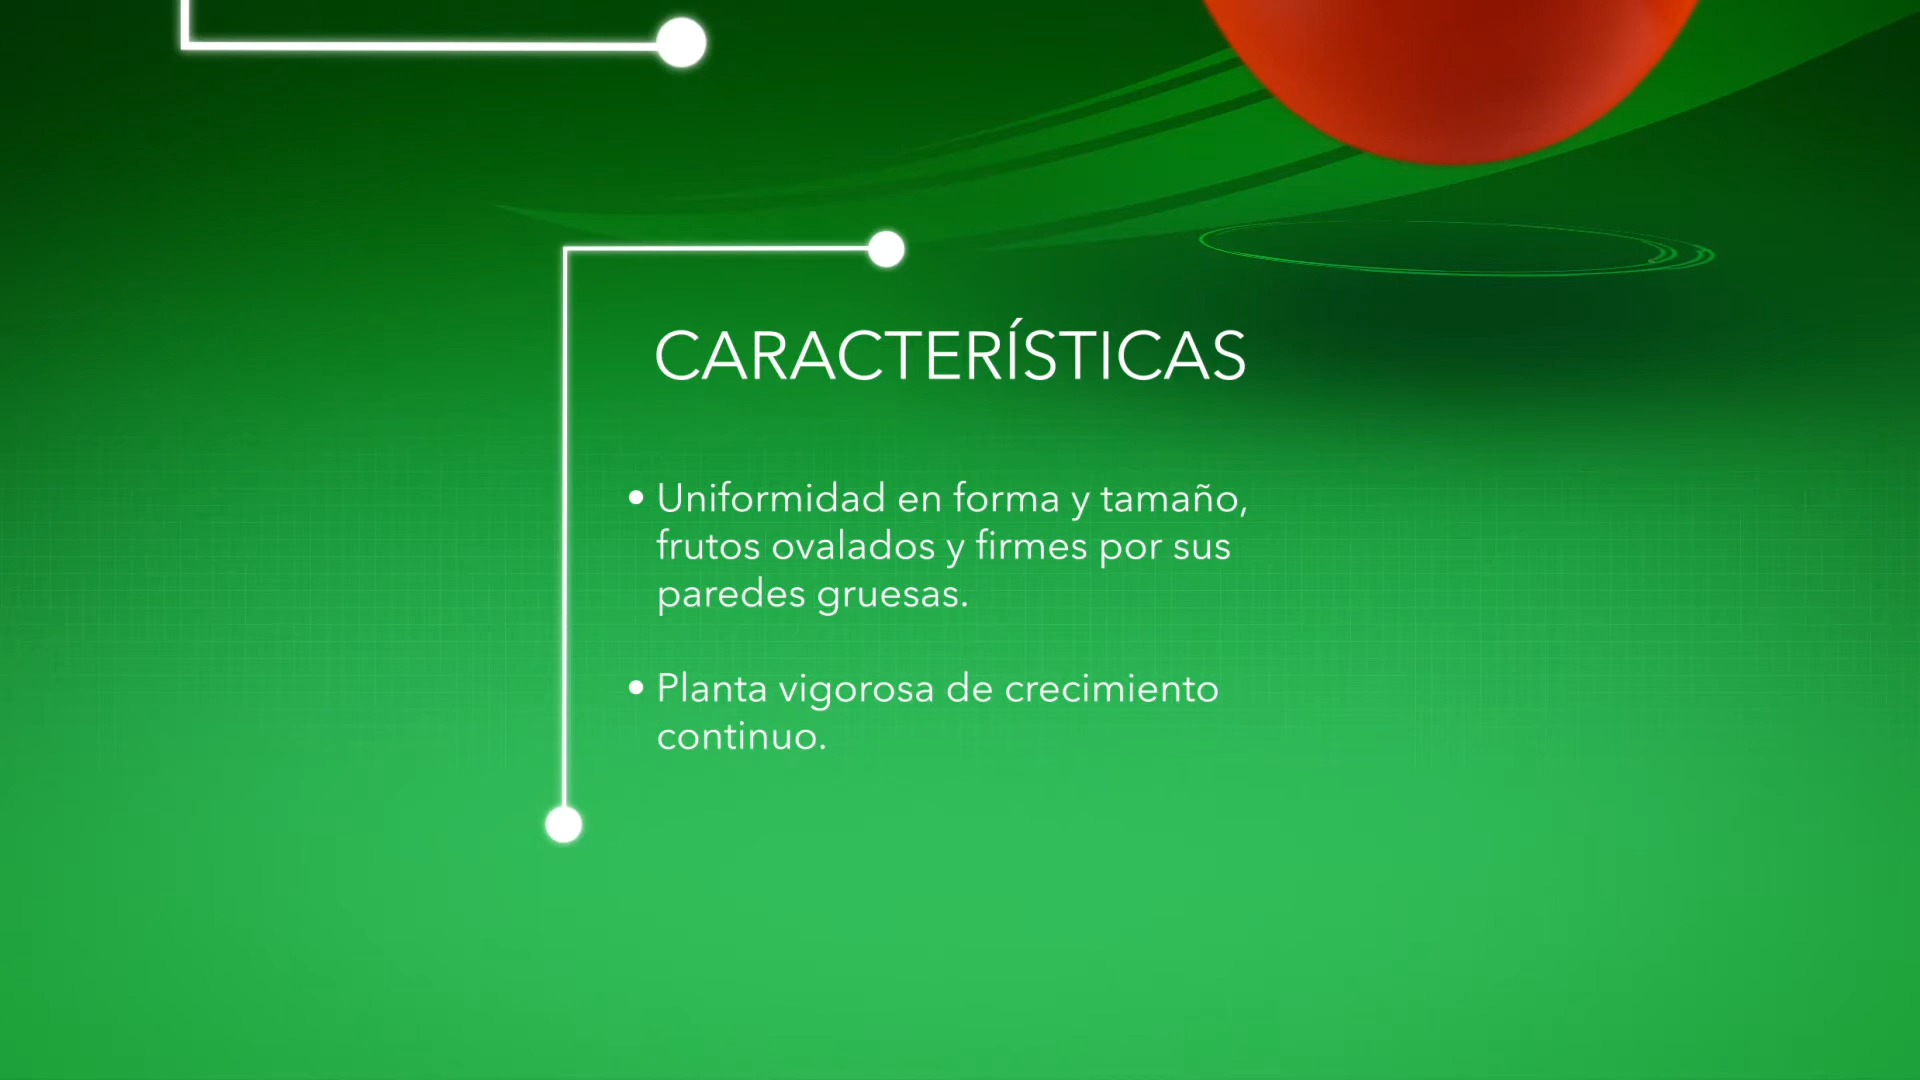 CARACTERÍSTICAS
• Uniformidad en forma y tamaño,
frutos ovalados y firmes por sus
paredes gruesas.
• Planta vigorosa de crecimiento
continuo.